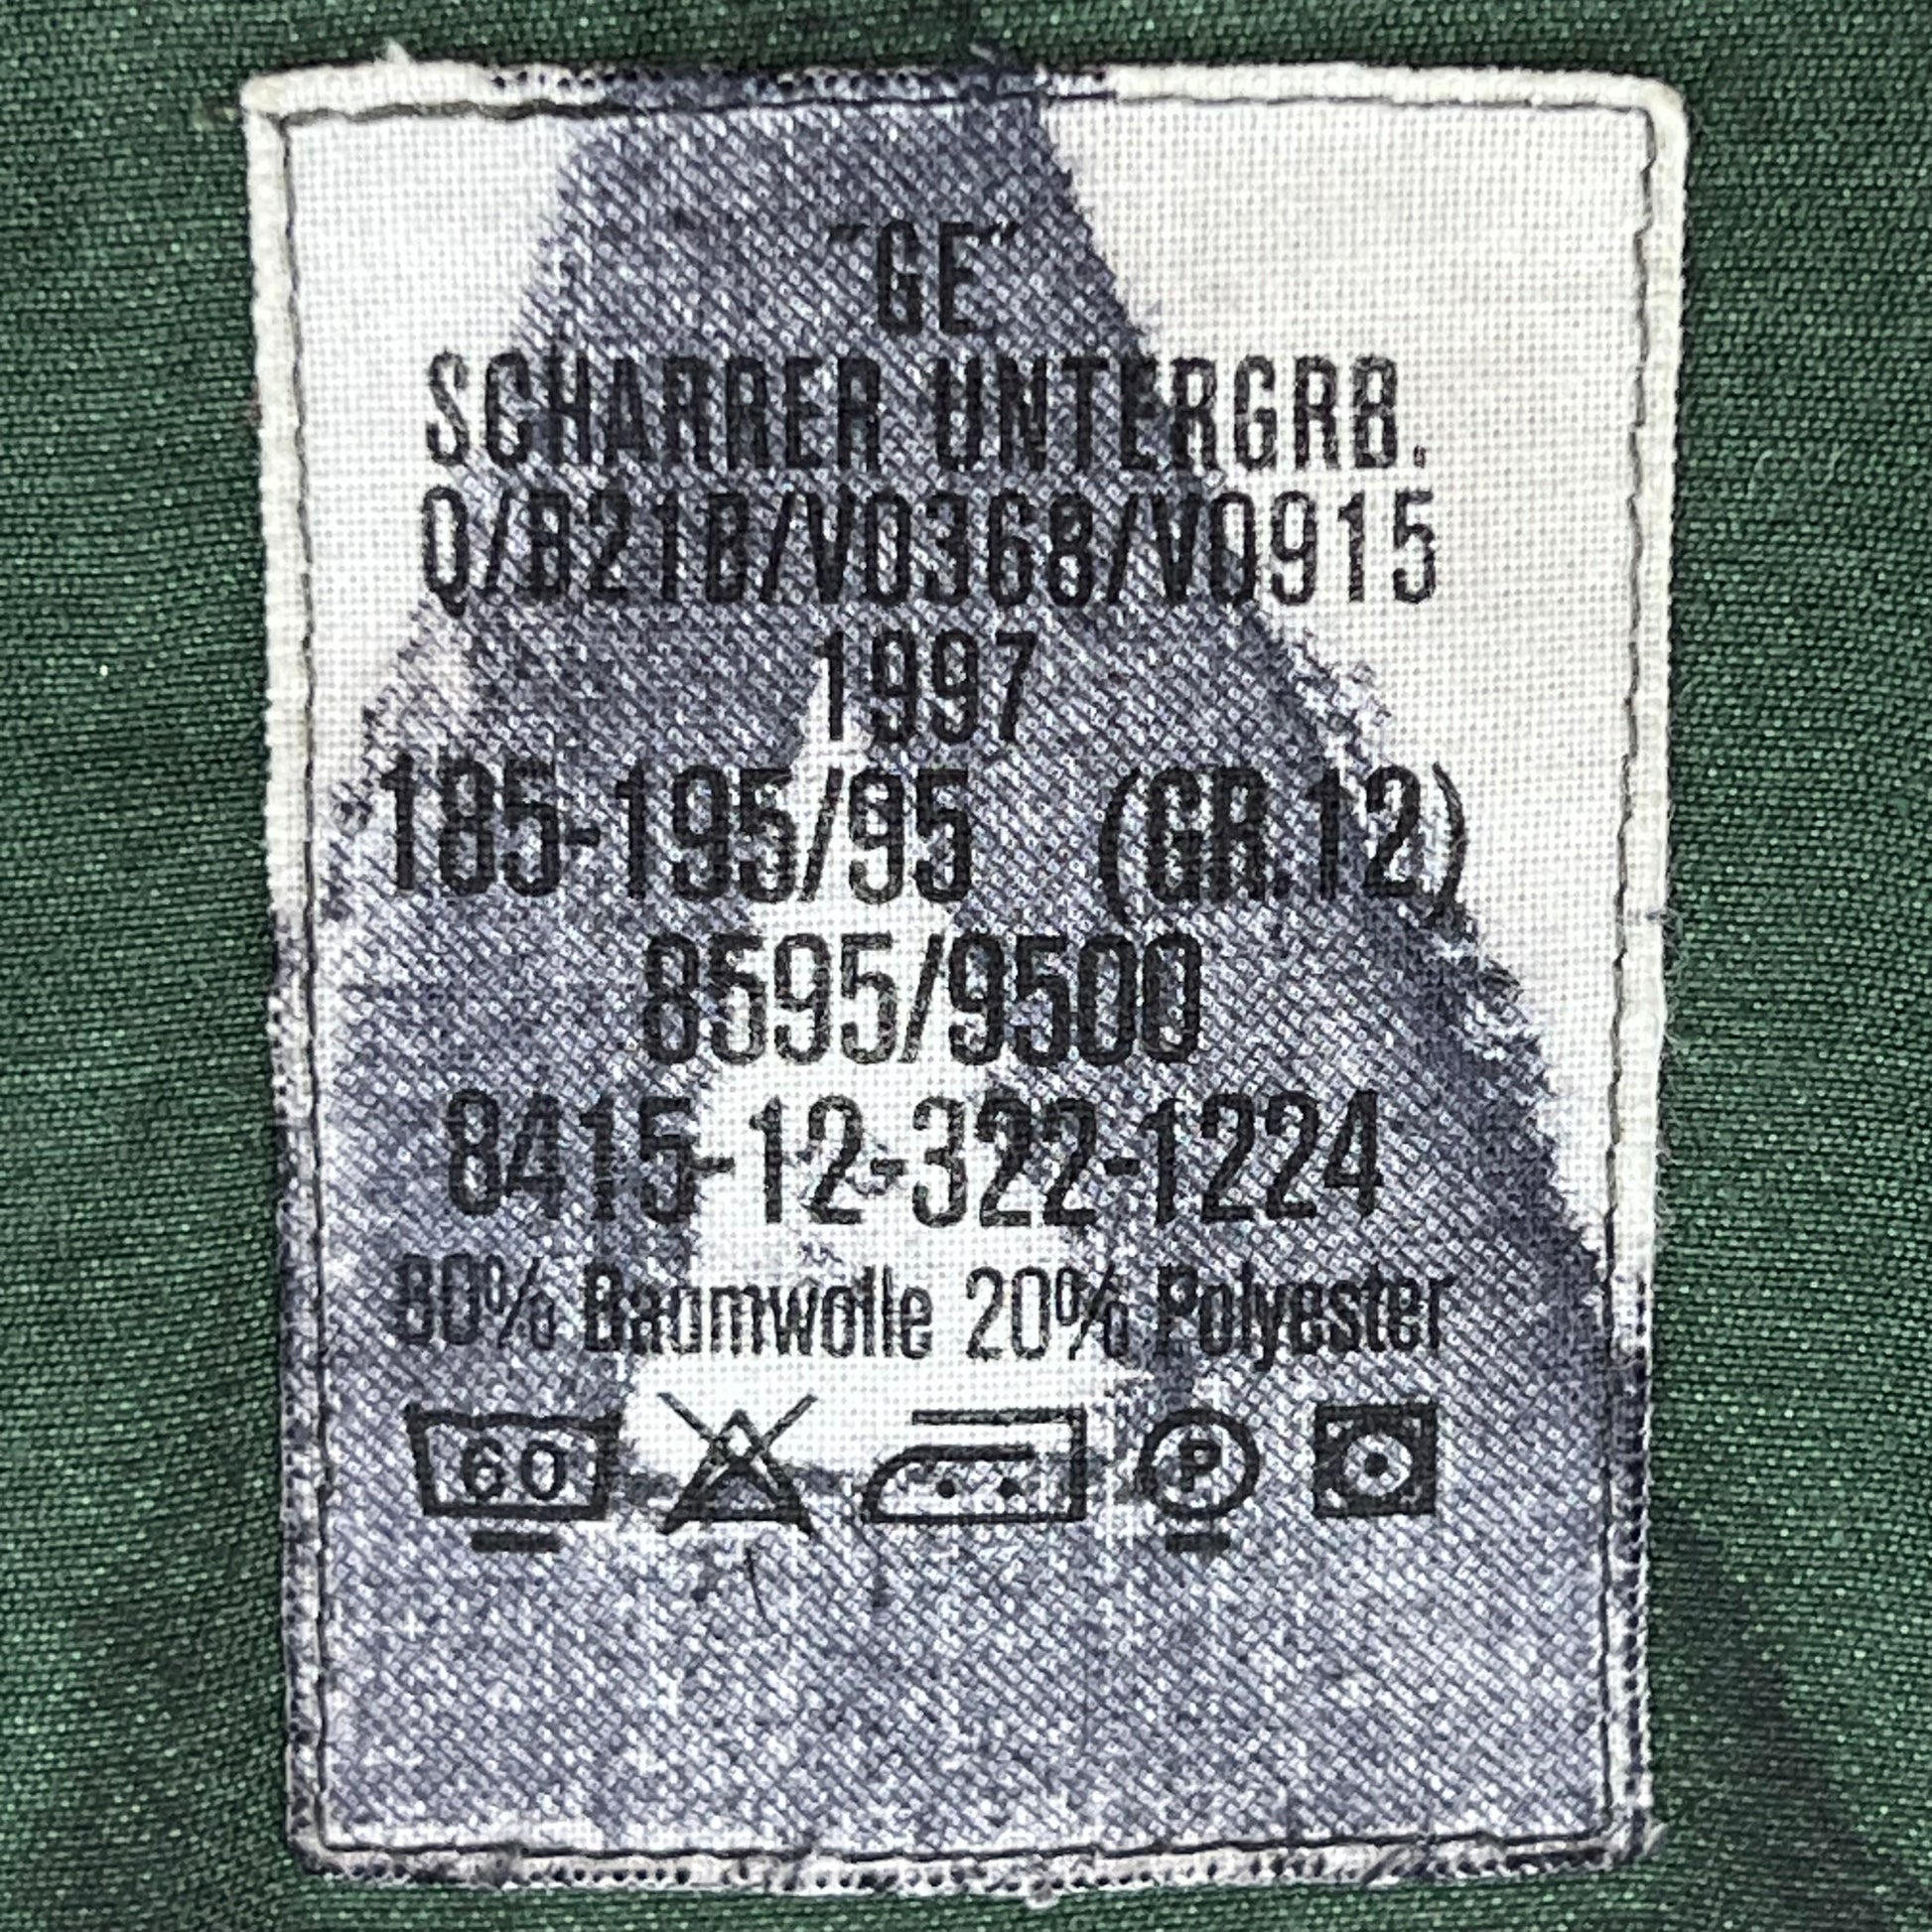 "GE"
SCHARRER UNTERGRB.
Q/B21B/V0368/V0915
1997
185-195/95 (GR.12)
8595/9500
8415-12-322-1224
80% Baumwolle 20% Polyester
60 P